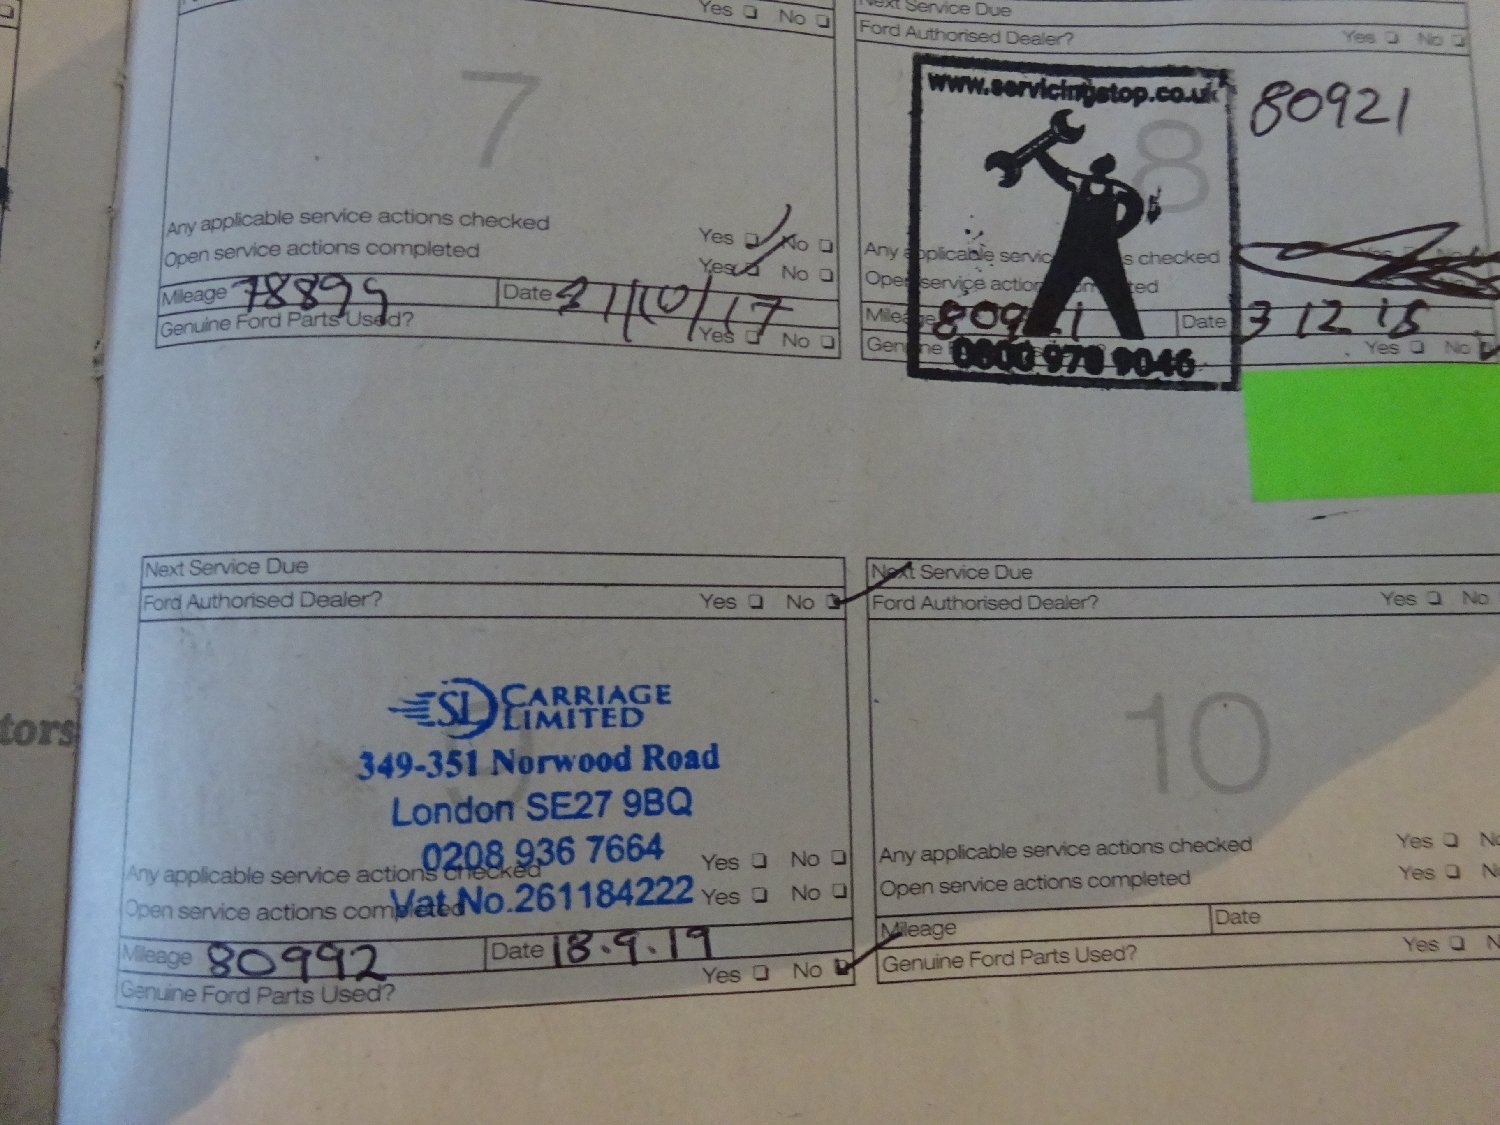 Yes No
7
Any applicable service actions checked Yes No
Open service actions completed Yes No
Mileage 78899 Date 31/10/17
Genuine Ford Parts Used? Yes No
Next Service Due
Ford Authorised Dealer? Yes No
www.servicingstop.co.uk
80921
8
Any applicable servic s checked
Open service action ted
Mileage 80921 Date 3 12 18
Genuine Yes No
0800 978 9046
Next Service Due
Ford Authorised Dealer? Yes No
SL CARRIAGE
LIMITED
349-351 Norwood Road
London SE27 9BQ
0208 936 7664
Any applicable service actions checked Yes No
Vat No.261184222
Open service actions completed Yes No
Mileage 80992 Date 18.9.19
Genuine Ford Parts Used? Yes No
Next Service Due
Ford Authorised Dealer? Yes No
10
Any applicable service actions checked Yes
Open service actions completed Yes
Mileage Date
Genuine Ford Parts Used? Yes
tors